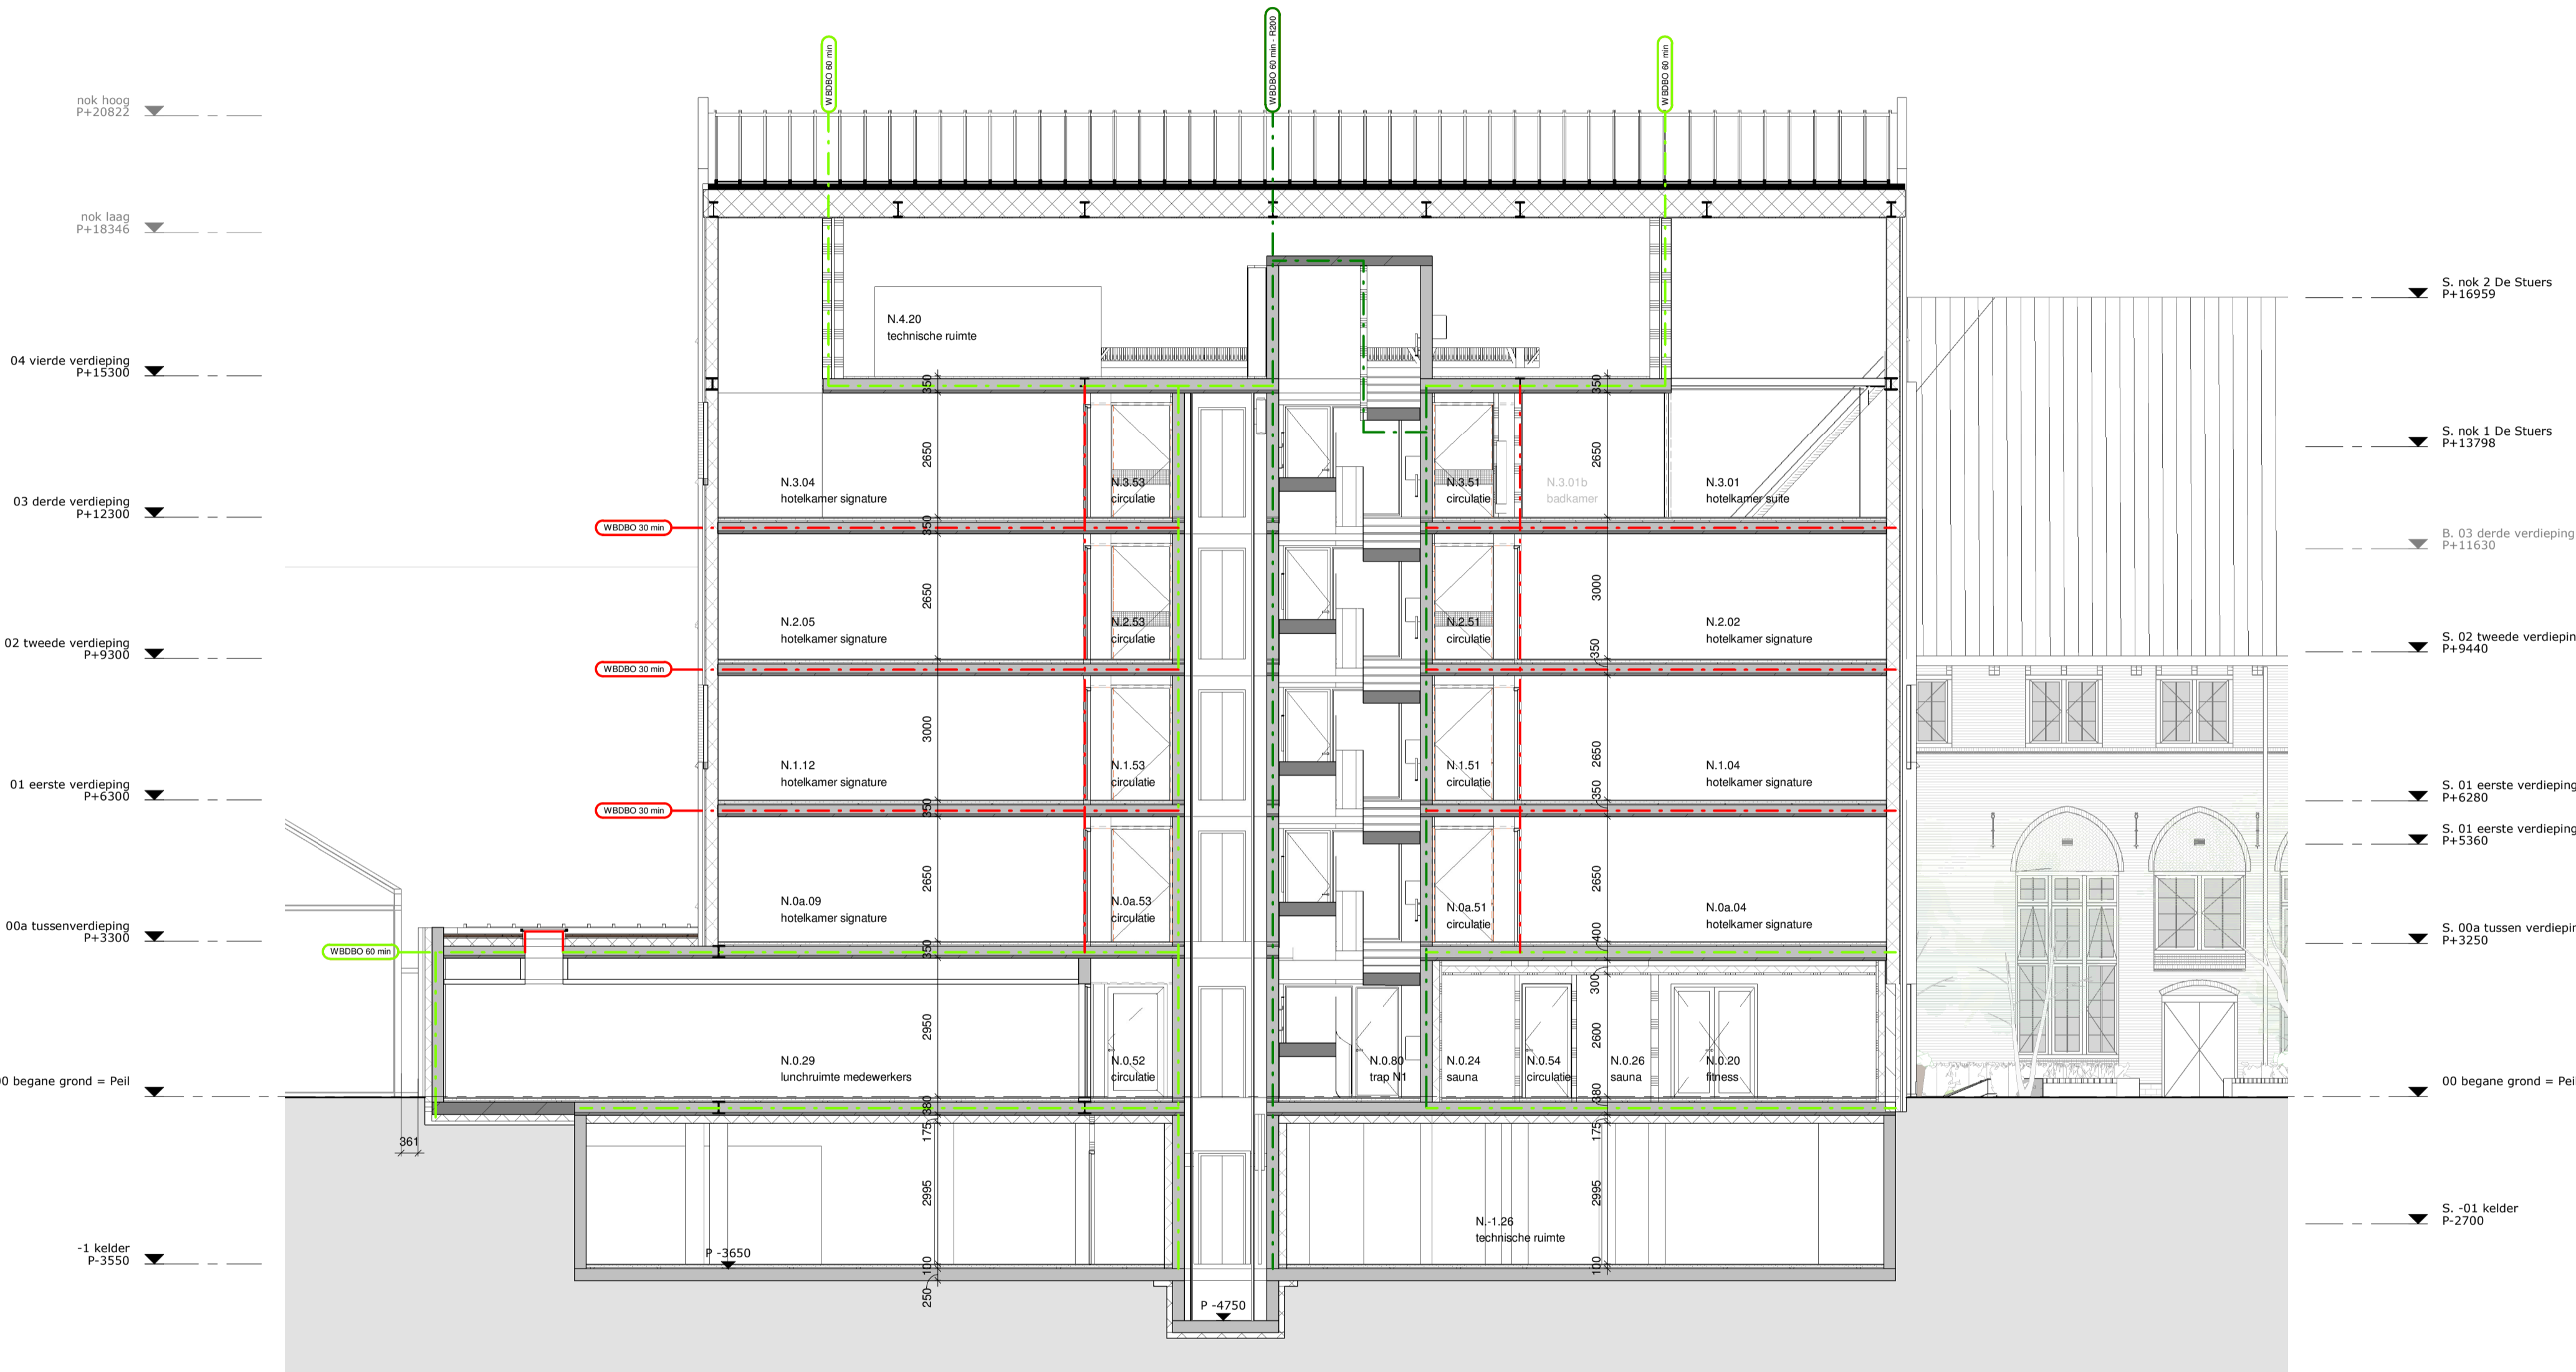 WBDBO 60 min
WBDBO 60 min - R200
WBDBO 60 min
nok hoog
P+20822
nok laag
P+18346
04 vierde verdieping
P+15300
03 derde verdieping
P+12300
02 tweede verdieping
P+9300
01 eerste verdieping
P+6300
00a tussenverdieping
P+3300
00 begane grond = Peil
-1 kelder
P-3550
WBDBO 30 min
WBDBO 30 min
WBDBO 30 min
WBDBO 60 min
N.4.20
technische ruimte
350
350
N.3.04
hotelkamer signature
2650
N.3.53
circulatie
N.3.51
circulatie
N.3.01b
badkamer
2650
N.3.01
hotelkamer suite
350
N.2.05
hotelkamer signature
2650
N.2.53
circulatie
N.2.51
circulatie
3000
N.2.02
hotelkamer signature
350
N.1.12
hotelkamer signature
3000
N.1.53
circulatie
N.1.51
circulatie
2650
N.1.04
hotelkamer signature
350
350
N.0a.09
hotelkamer signature
2650
N.0a.53
circulatie
N.0a.51
circulatie
2650
N.0a.04
hotelkamer signature
350
400
300
N.0.29
lunchruimte medewerkers
2950
N.0.52
circulatie
N.0.80
trap N1
N.0.24
sauna
N.0.54
circulatie
2600
N.0.26
sauna
N.0.20
fitness
380
380
175
175
361
2995
2995
N.-1.26
technische ruimte
P -3650
100
100
250
P -4750
S. nok 2 De Stuers
P+16959
S. nok 1 De Stuers
P+13798
B. 03 derde verdieping
P+11630
S. 02 tweede verdiepin
P+9440
S. 01 eerste verdieping
P+6280
S. 01 eerste verdieping
P+5360
S. 00a tussen verdiepin
P+3250
00 begane grond = Pei
S. -01 kelder
P-2700